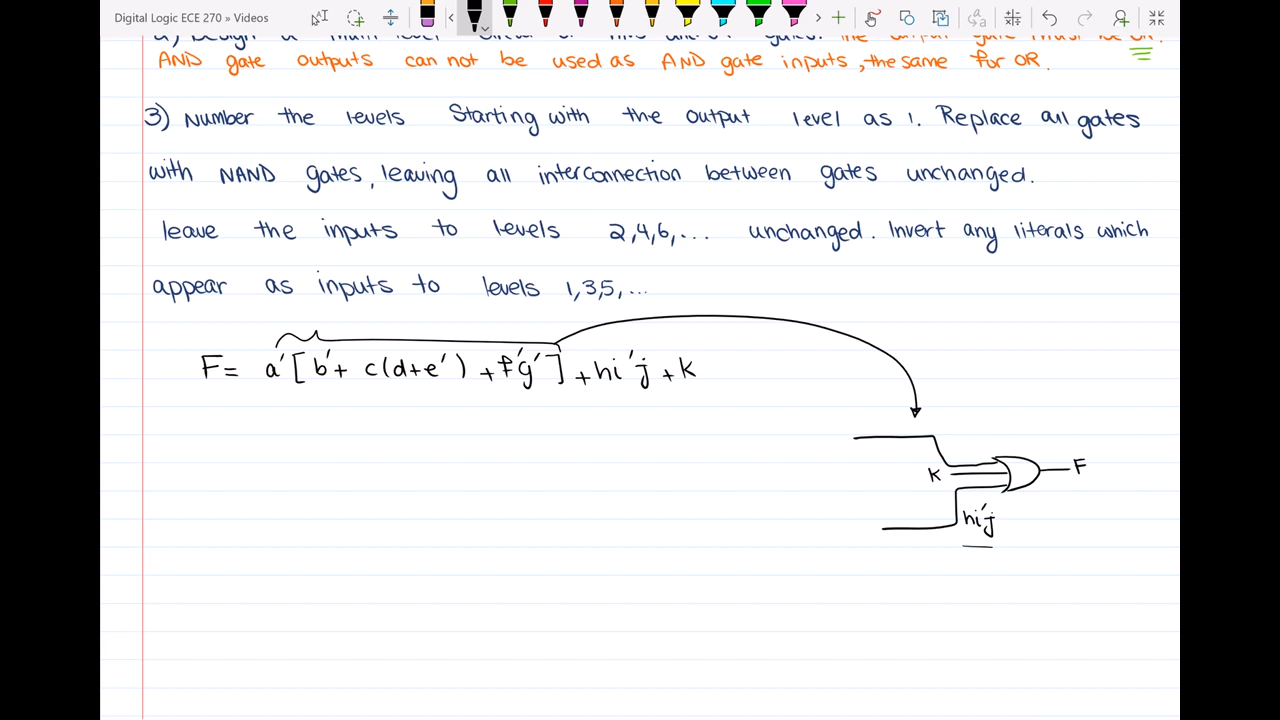 Digital Logic ECE 270 » Videos
AND gate outputs can not be used as AND gate inputs, the same for OR.
3) Number the levels Starting with the output level as 1. Replace all gates
with NAND gates, leaving all interconnection between gates unchanged.
leave the inputs to levels 2,4,6,... unchanged. Invert any literals which
appear as inputs to levels 1,3,5,...
F= a'[b'+ c(d+e') +f'g'] +hi'j +k
K
F
hi'j